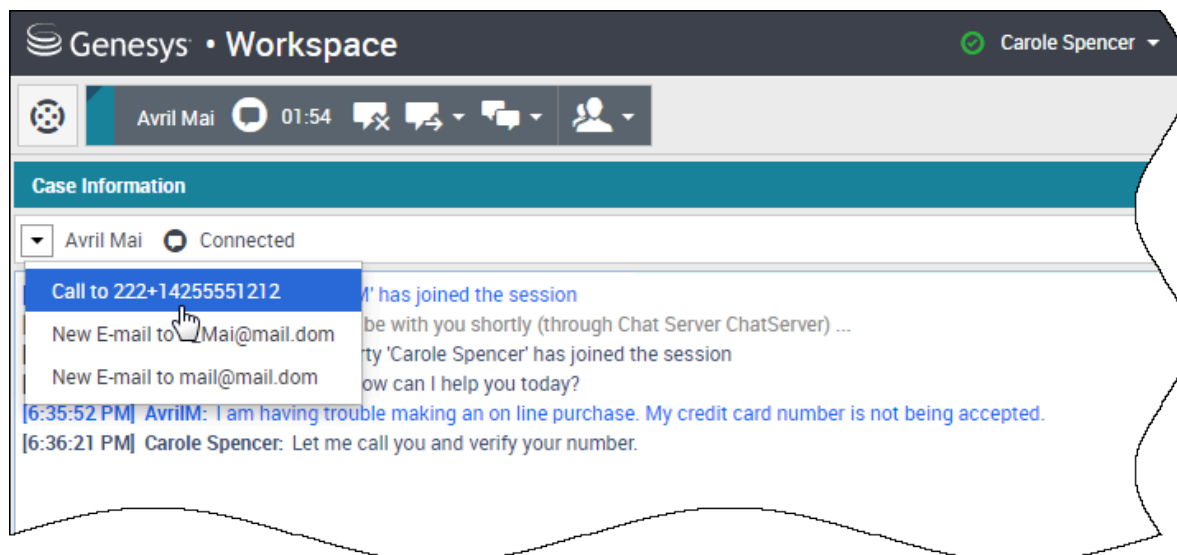 Genesys • Workspace
Carole Spencer
Avril Mai 01:54
Case Information
Avril Mai Connected
Call to 222+14255551212
M' has joined the session
New E-mail to _Mai@mail.dom
be with you shortly (through Chat Server ChatServer) ...
rty 'Carole Spencer' has joined the session
New E-mail to mail@mail.dom
ow can I help you today?
[6:35:52 PM] AvrilM: I am having trouble making an on line purchase. My credit card number is not being accepted.
[6:36:21 PM] Carole Spencer: Let me call you and verify your number.